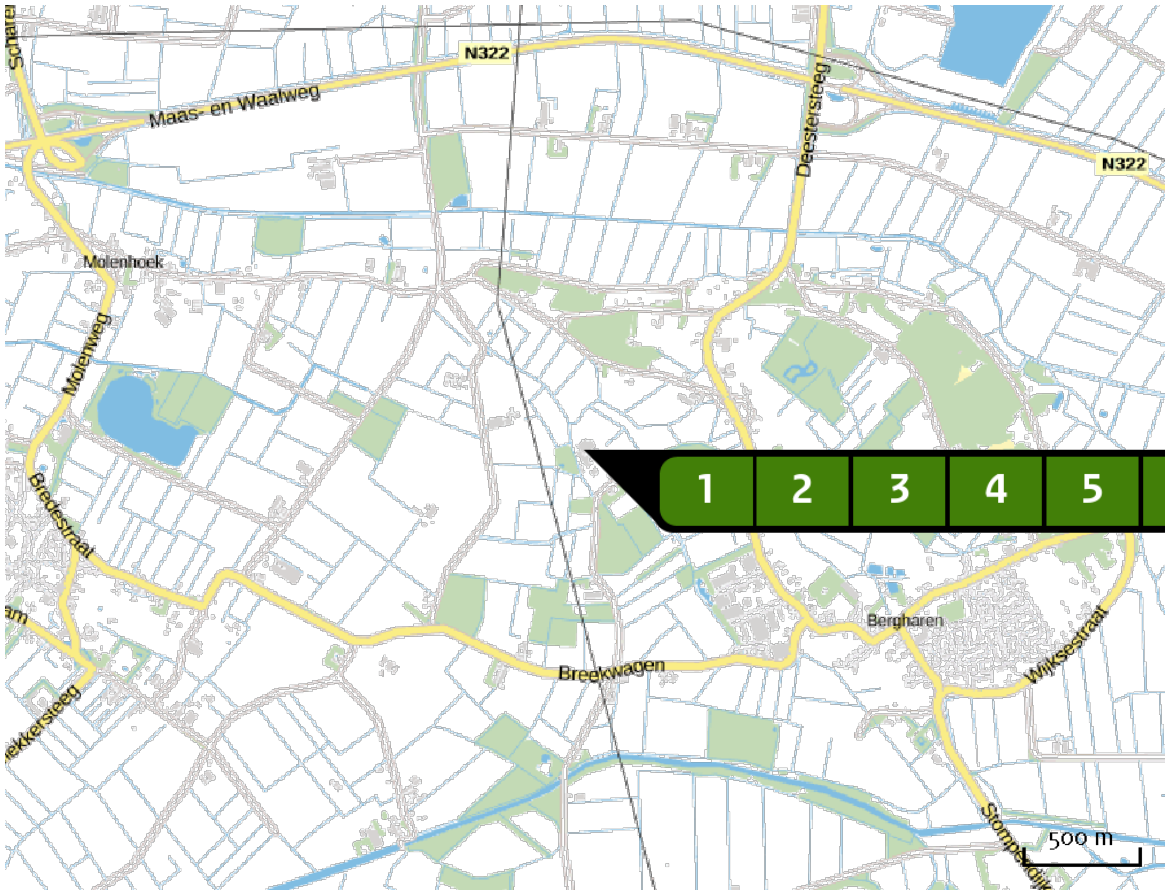 N322
Maas- en Waalweg
Deestersteeg
N322
Molenhoek
Molenweg
1 2 3 4 5
Bredestraat
Bergharen
Breekwagen
Wijksestraat
500 m